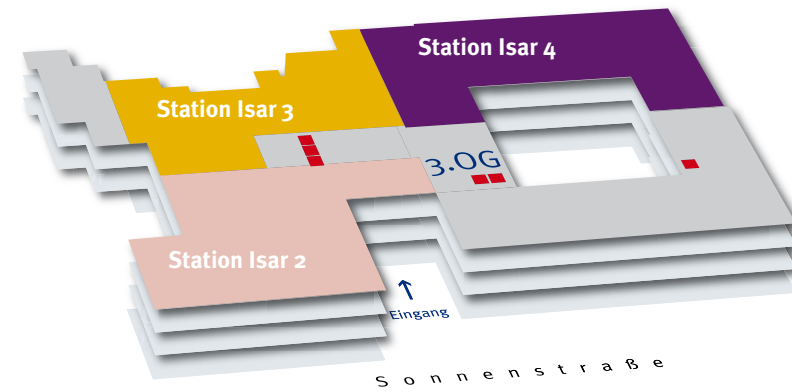 Station Isar 4
Station Isar 3
3.OG
Station Isar 2
↑
Eingang
Sonnenstraße